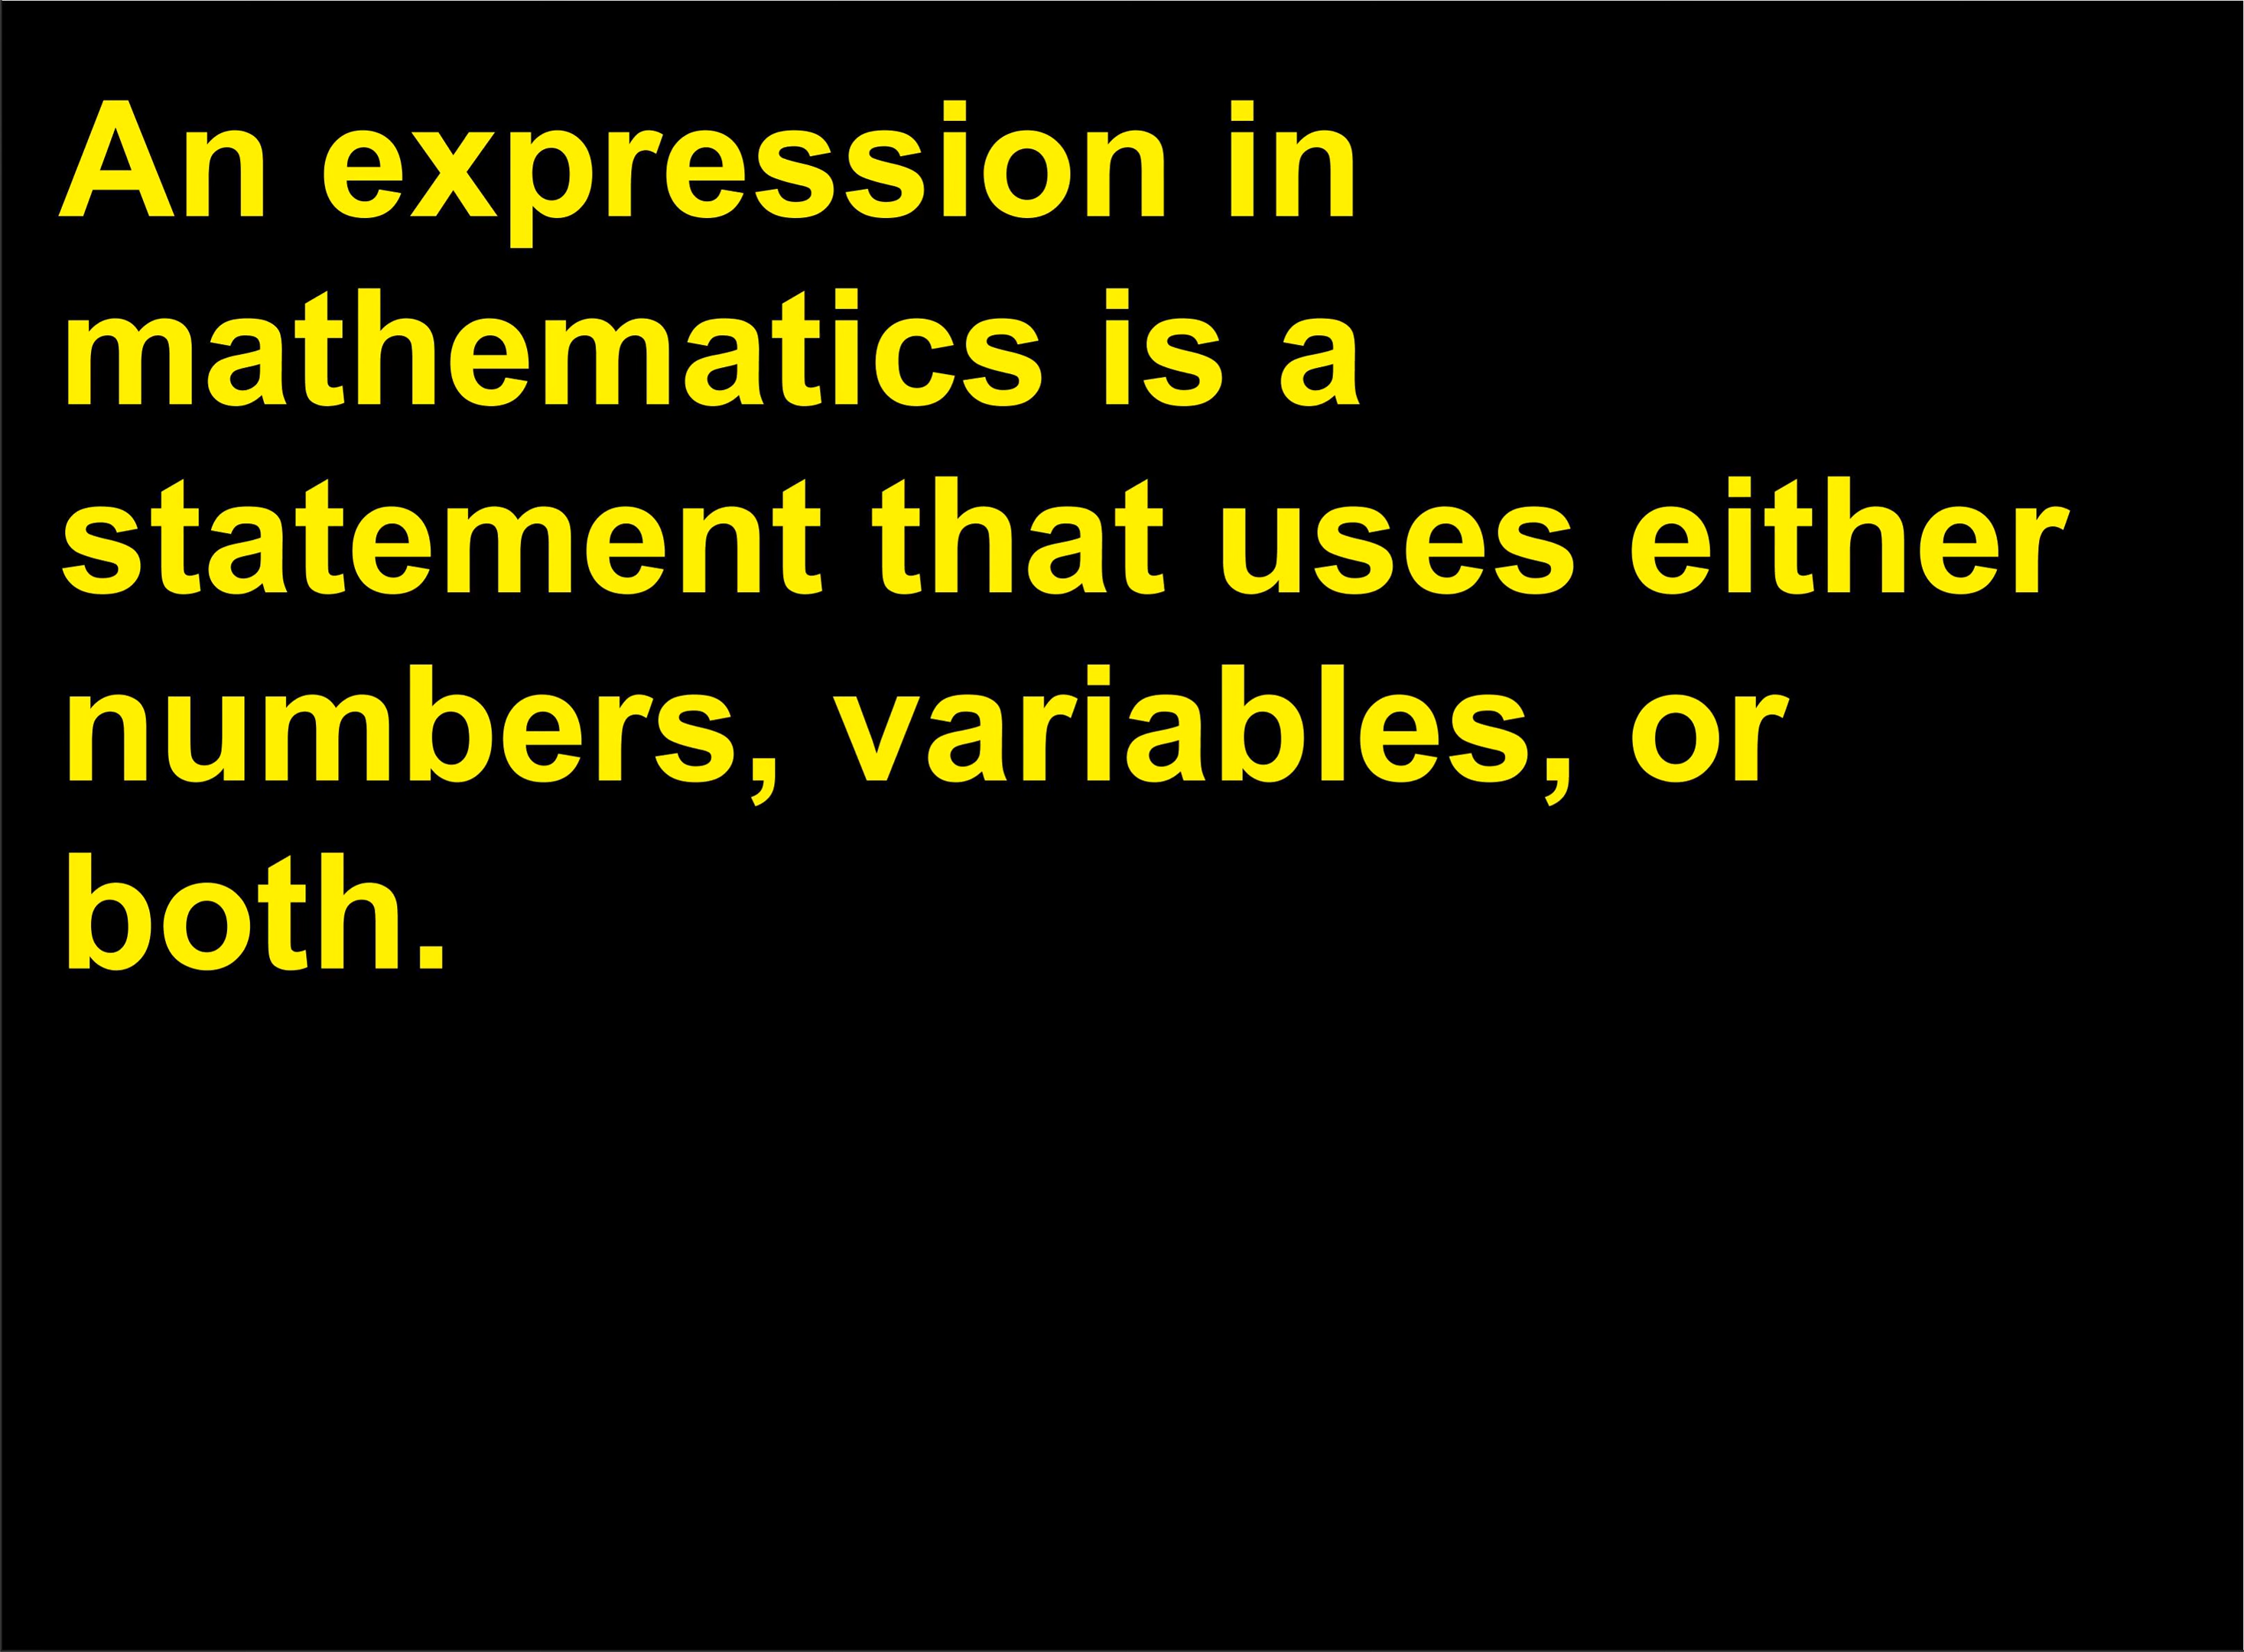 An expression in
mathematics is a
statement that uses either
numbers, variables, or
both.